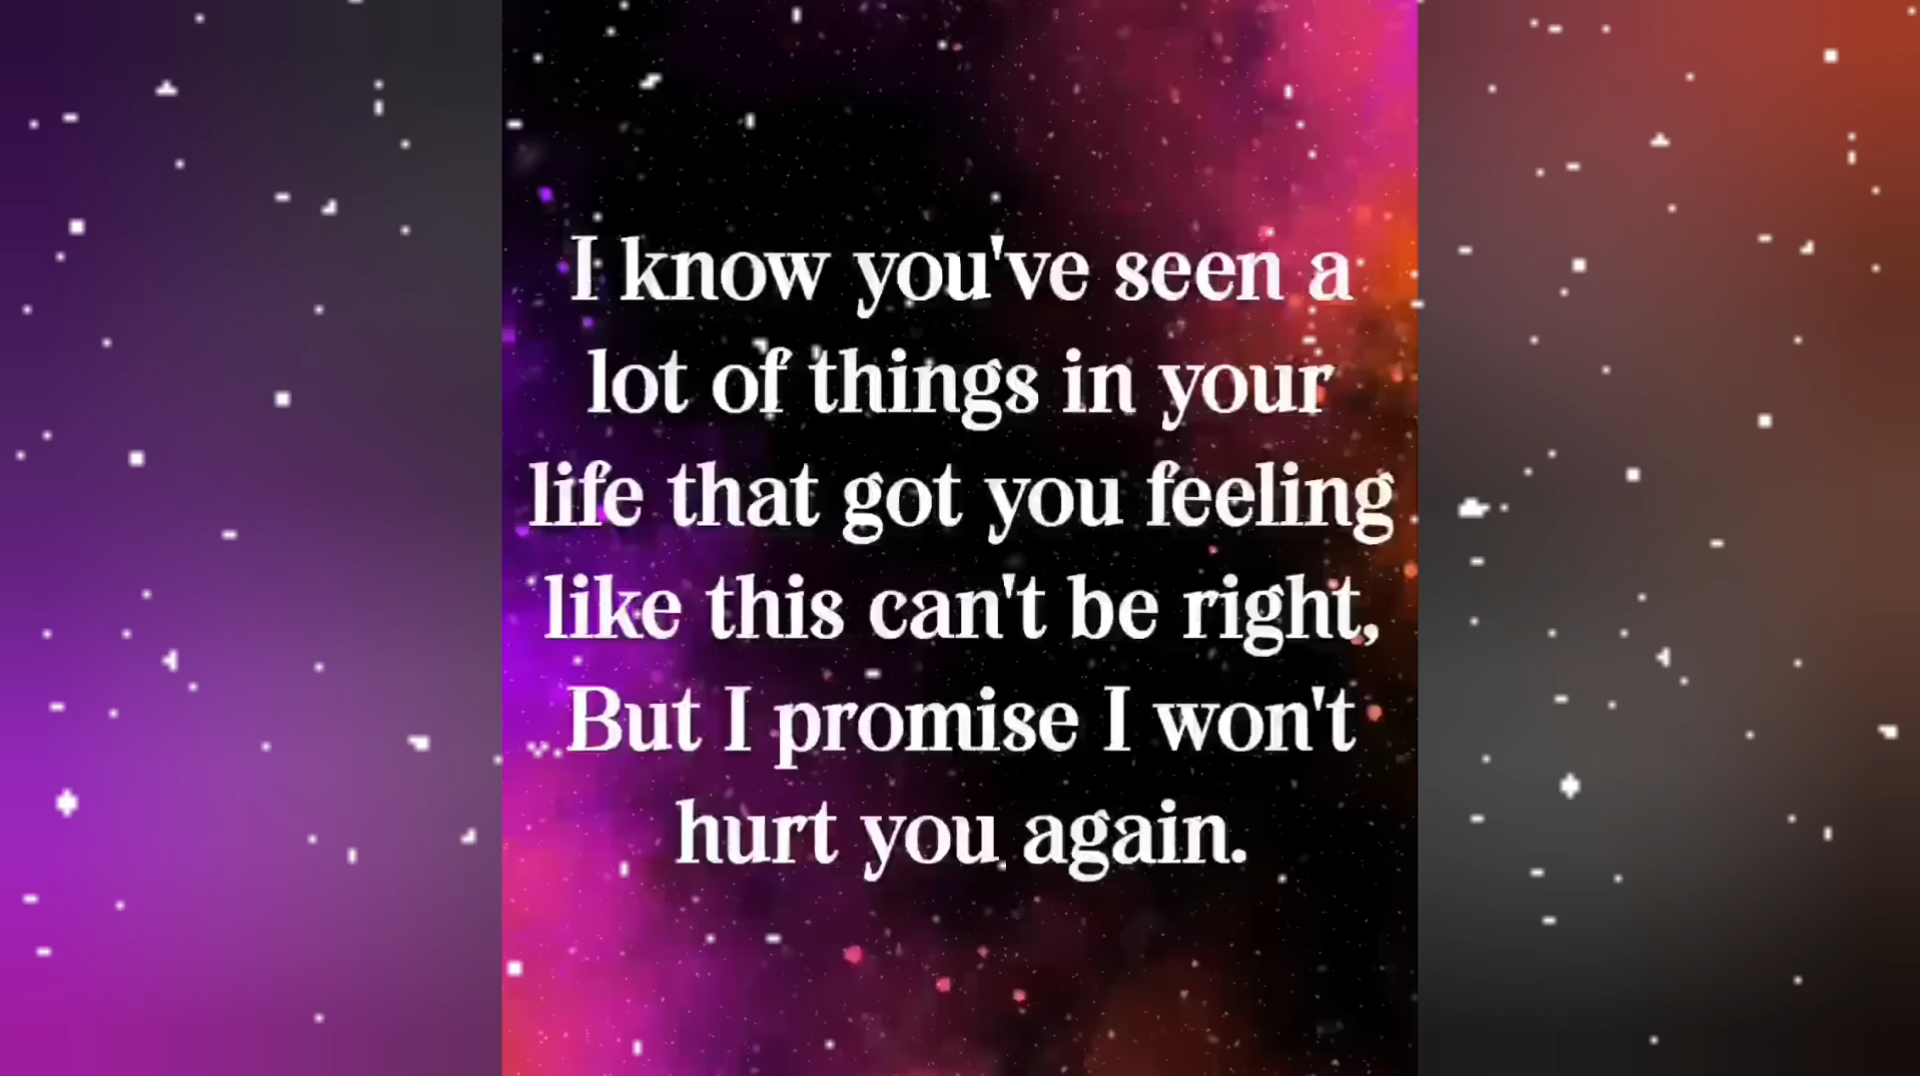 I know you've seen a
lot of things in your
life that got you feeling
like this can't be right,
But I promise I won't
hurt you again.